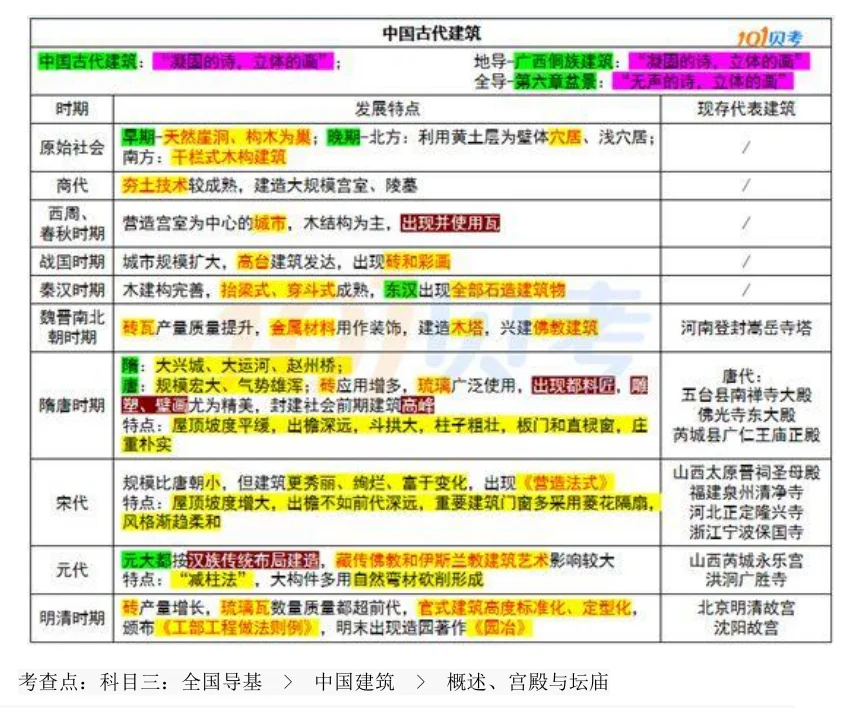 中国古代建筑
101贝考
中国古代建筑：“凝固的诗，立体的画”；
地导-广西侗族建筑：“凝固的诗，立体的画”
全导-第六章盆景：“无声的诗，立体的画”
时期
发展特点
现存代表建筑
原始社会
早期-天然崖洞、构木为巢；晚期-北方：利用黄土层为壁体穴居、浅穴居；
南方：干栏式木构建筑
/
商代
夯土技术较成熟，建造大规模宫室、陵墓
/
西周、
春秋时期
营造宫室为中心的城市，木结构为主，出现并使用瓦
/
战国时期
城市规模扩大，高台建筑发达，出现砖和彩画
/
秦汉时期
木建构完善，抬梁式、穿斗式成熟，东汉出现全部石造建筑物
/
魏晋南北
朝时期
砖瓦产量质量提升，金属材料用作装饰，建造木塔，兴建佛教建筑
河南登封嵩岳寺塔
隋唐时期
隋：大兴城、大运河、赵州桥；
唐：规模宏大、气势雄浑；砖应用增多，琉璃广泛使用，出现都料匠，雕
塑、壁画尤为精美，封建社会前期建筑高峰
特点：屋顶坡度平缓，出檐深远，斗拱大，柱子粗壮，板门和直棂窗，庄
重朴实
唐代：
五台县南禅寺大殿
佛光寺东大殿
芮城县广仁王庙正殿
宋代
规模比唐朝小，但建筑更秀丽、绚烂、富于变化，出现《营造法式》
特点：屋顶坡度增大，出檐不如前代深远，重要建筑门窗多采用菱花隔扇，
风格渐趋柔和
山西太原晋祠圣母殿
福建泉州清净寺
河北正定隆兴寺
浙江宁波保国寺
元代
元大都按汉族传统布局建造，藏传佛教和伊斯兰教建筑艺术影响较大
特点：“减柱法”，大构件多用自然弯材砍削形成
山西芮城永乐宫
洪洞广胜寺
明清时期
砖产量增长，琉璃瓦数量质量都超前代，官式建筑高度标准化、定型化，
颁布《工部工程做法则例》，明末出现造园著作《园冶》
北京明清故宫
沈阳故宫
101贝考
考查点：科目三：全国导基 > 中国建筑 > 概述、宫殿与坛庙